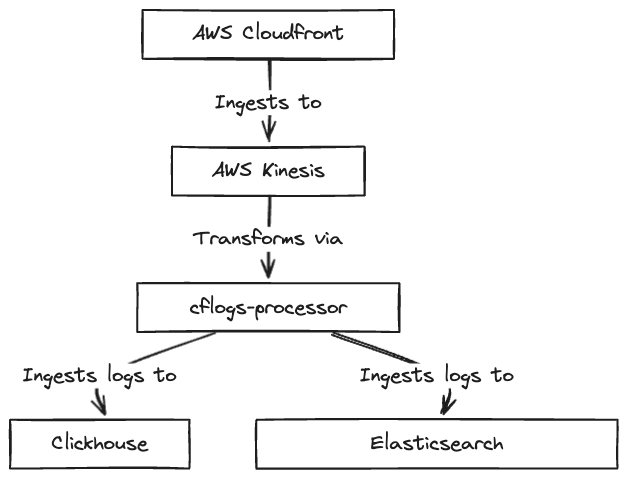 AWS Cloudfront
Ingests to
AWS Kinesis
Transforms via
cflogs-processor
Ingests logs to
Ingests logs to
Clickhouse
Elasticsearch